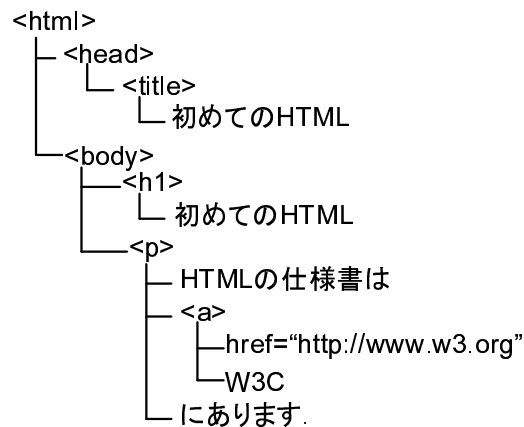 <html>
<head>
<title>
初めてのHTML
<body>
<h1>
初めてのHTML
<p>
HTMLの仕様書は
<a>
href=“http://www.w3.org”
W3C
にあります.